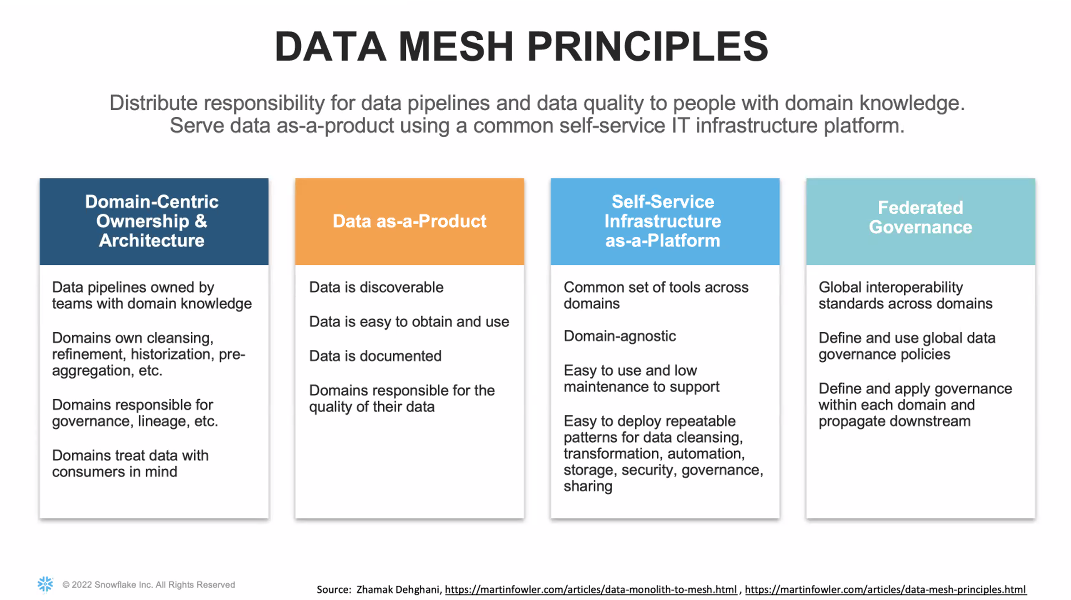 DATA MESH PRINCIPLES
Distribute responsibility for data pipelines and data quality to people with domain knowledge.
Serve data as-a-product using a common self-service IT infrastructure platform.
Domain-Centric
Ownership &
Architecture
Data pipelines owned by
teams with domain knowledge
Domains own cleansing,
refinement, historization, pre-
aggregation, etc.
Domains responsible for
governance, lineage, etc.
Domains treat data with
consumers in mind
Data as-a-Product
Data is discoverable
Data is easy to obtain and use
Data is documented
Domains responsible for the
quality of their data
Self-Service
Infrastructure
as-a-Platform
Common set of tools across
domains
Domain-agnostic
Easy to use and low
maintenance to support
Easy to deploy repeatable
patterns for data cleansing,
transformation, automation,
storage, security, governance,
sharing
Federated
Governance
Global interoperability
standards across domains
Define and use global data
governance policies
Define and apply governance
within each domain and
propagate downstream
© 2022 Snowflake Inc. All Rights Reserved
Source: Zhamak Dehghani, https://martinfowler.com/articles/data-monolith-to-mesh.html , https://martinfowler.com/articles/data-mesh-principles.html